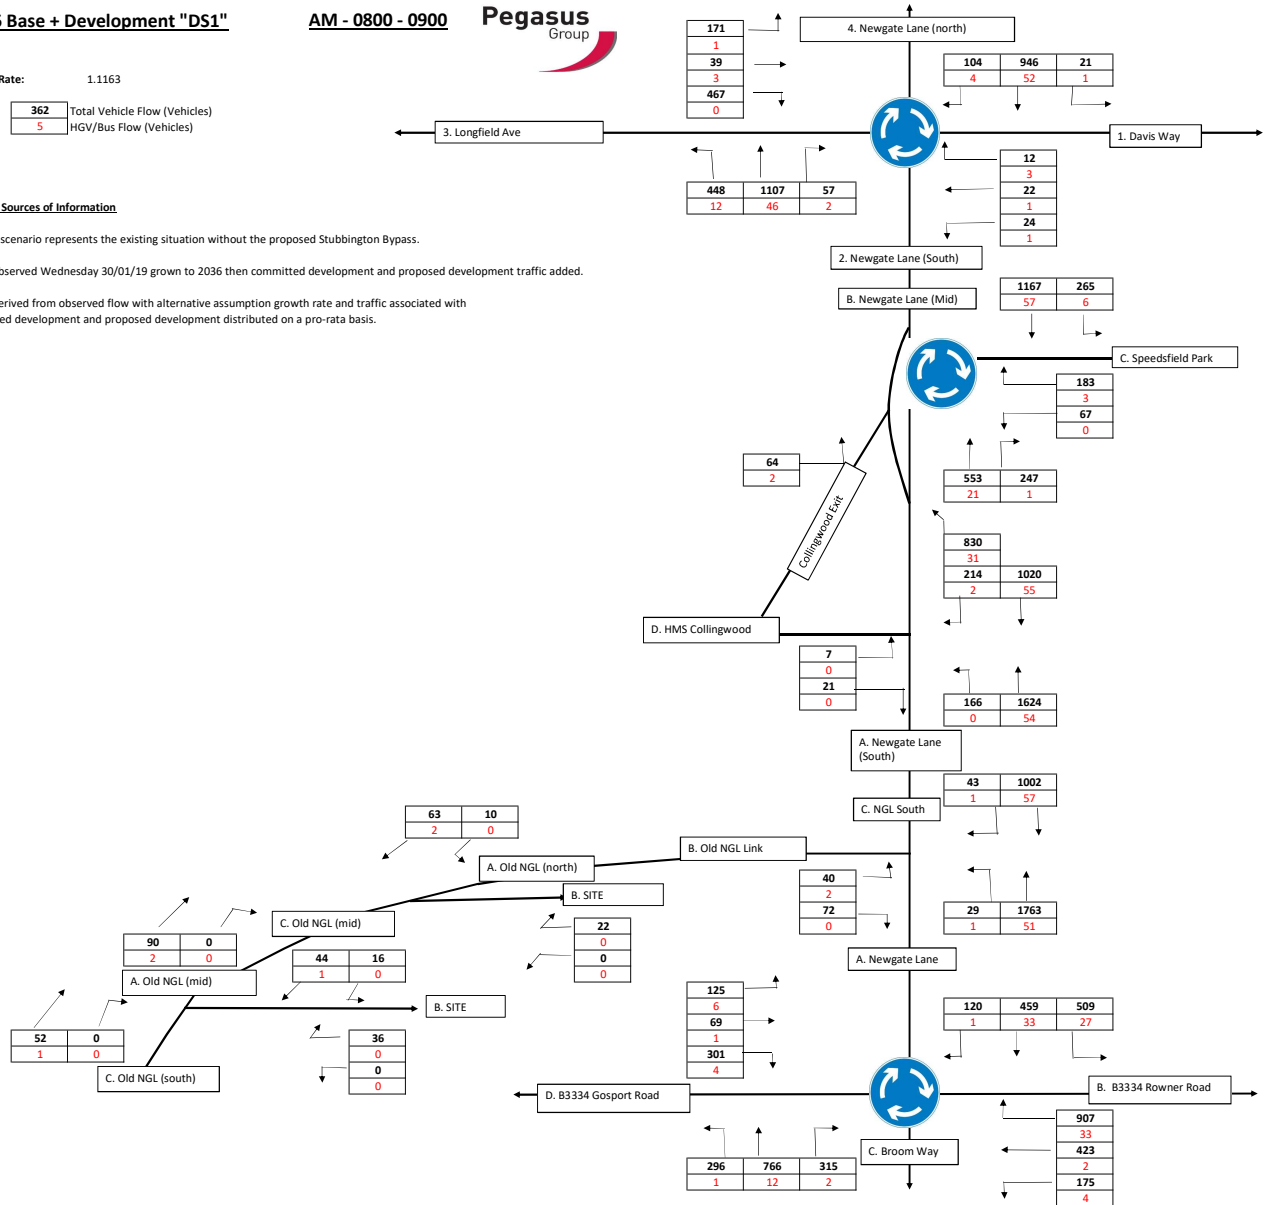 Base + Development "DS1"
AM - 0800 - 0900
Pegasus
Group
Rate: 1.1163
362 Total Vehicle Flow (Vehicles)
5 HGV/Bus Flow (Vehicles)
Sources of Information
scenario represents the existing situation without the proposed Stubbington Bypass.
Wednesday 30/01/19 grown to 2036 then committed development and proposed development traffic added.
from observed flow with alternative assumption growth rate and traffic associated with
development and proposed development distributed on a pro-rata basis.
171
1
39
3
467
0
4. Newgate Lane (north)
104 946 21
4 52 1
3. Longfield Ave
1. Davis Way
448 1107 57
12 46 2
12
3
22
1
24
1
2. Newgate Lane (South)
B. Newgate Lane (Mid)
1167 265
57 6
C. Speedsfield Park
183
3
67
0
64
2
553 247
21 1
Collingwood Exit
830
31
214 1020
2 55
D. HMS Collingwood
7
0
21
0
166 1624
0 54
A. Newgate Lane
(South)
43 1002
1 57
C. NGL South
63 10
2 0
B. Old NGL Link
A. Old NGL (north)
B. SITE
40
2
72
0
29 1763
1 51
C. Old NGL (mid)
90 0
2 0
22
0
0
0
44 16
1 0
A. Newgate Lane
A. Old NGL (mid)
B. SITE
125
6
69
1
301
4
120 459 509
1 33 27
52 0
1 0
36
0
0
0
C. Old NGL (south)
D. B3334 Gosport Road
B. B3334 Rowner Road
907
33
423
2
175
4
C. Broom Way
296 766 315
1 12 2